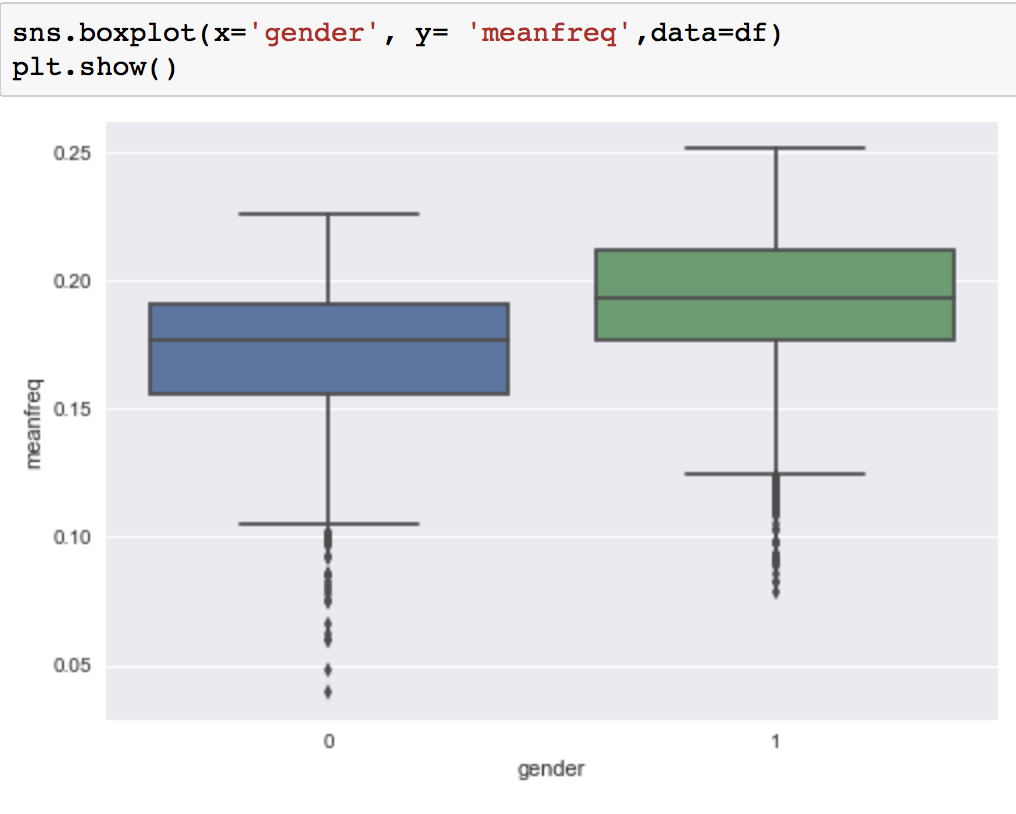 sns.boxplot(x='gender', y= 'meanfreq',data=df)
plt.show()
0.25
0.20
0.15
0.10
0.05
meanfreq
0
1
gender